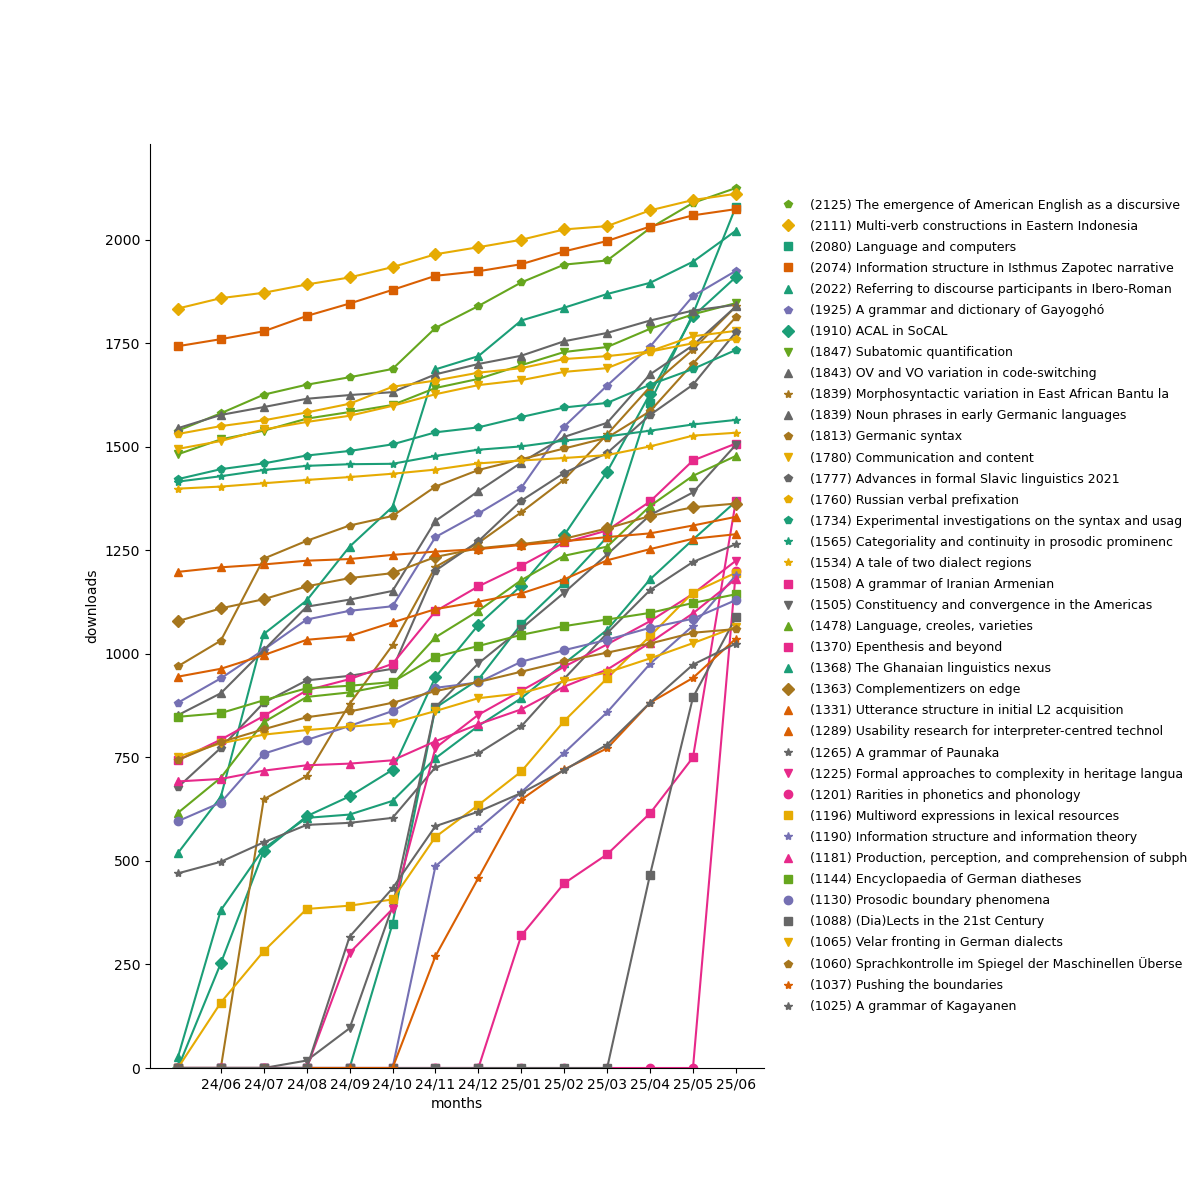 2000
1750
1500
1250
1000
750
500
250
0
downloads
24/06 24/07 24/08 24/09 24/10 24/11 24/12 25/01 25/02 25/03 25/04 25/05 25/06
months
(2125) The emergence of American English as a discursive
(2111) Multi-verb constructions in Eastern Indonesia
(2080) Language and computers
(2074) Information structure in Isthmus Zapotec narrative
(2022) Referring to discourse participants in Ibero-Roman
(1925) A grammar and dictionary of Gayogo̱hó
(1910) ACAL in SoCAL
(1847) Subatomic quantification
(1843) OV and VO variation in code-switching
(1839) Morphosyntactic variation in East African Bantu la
(1839) Noun phrases in early Germanic languages
(1813) Germanic syntax
(1780) Communication and content
(1777) Advances in formal Slavic linguistics 2021
(1760) Russian verbal prefixation
(1734) Experimental investigations on the syntax and usag
(1565) Categoriality and continuity in prosodic prominenc
(1534) A tale of two dialect regions
(1508) A grammar of Iranian Armenian
(1505) Constituency and convergence in the Americas
(1478) Language, creoles, varieties
(1370) Epenthesis and beyond
(1368) The Ghanaian linguistics nexus
(1363) Complementizers on edge
(1331) Utterance structure in initial L2 acquisition
(1289) Usability research for interpreter-centred technol
(1265) A grammar of Paunaka
(1225) Formal approaches to complexity in heritage langua
(1201) Rarities in phonetics and phonology
(1196) Multiword expressions in lexical resources
(1190) Information structure and information theory
(1181) Production, perception, and comprehension of subph
(1144) Encyclopaedia of German diatheses
(1130) Prosodic boundary phenomena
(1088) (Dia)Lects in the 21st Century
(1065) Velar fronting in German dialects
(1060) Sprachkontrolle im Spiegel der Maschinellen Überse
(1037) Pushing the boundaries
(1025) A grammar of Kagayanen